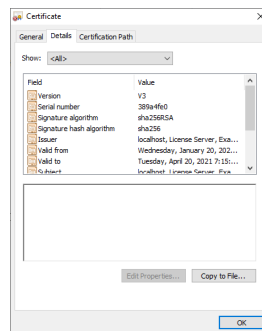 Certificate
General Details Certification Path
Show: <All>
Field Value
Version V3
Serial number 389a4fe0
Signature algorithm sha256RSA
Signature hash algorithm sha256
Issuer localhost, License Server, Exa...
Valid from Wednesday, January 20, 202...
Valid to Tuesday, April 20, 2021 7:15:...
Subject localhost, License Server, Exa...
Edit Properties... Copy to File...
OK